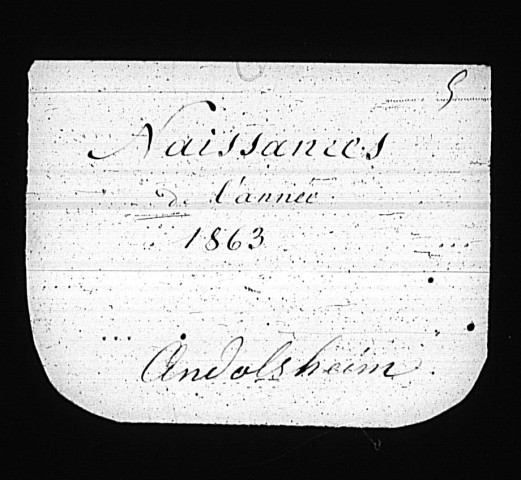 5
Naissances
de l'année
1863
Andolsheim.